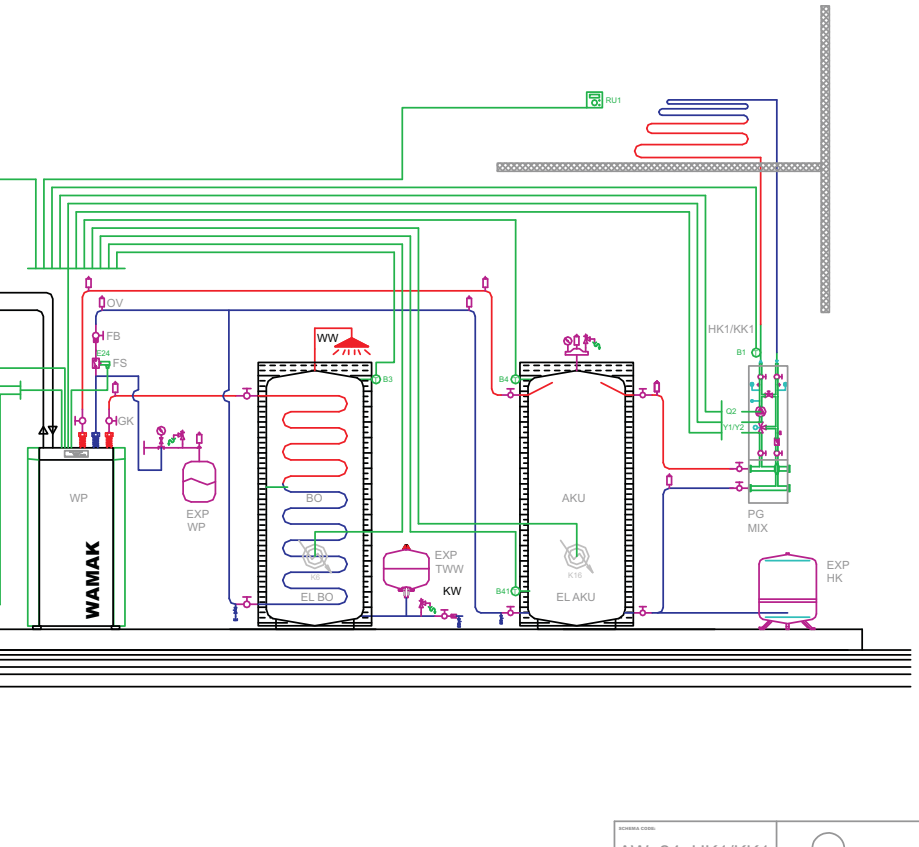 RU1
OV
HK1/KK1
FB
WW
E24
B1
FS
B3
B4
Q2
GK
Y1/Y2
WP
BO
AKU
EXP
WP
PG
MIX
EXP
TWW
EXP
HK
K6
K16
WAMAK
KW
B41
EL BO
EL AKU
SCHEMA CODE: